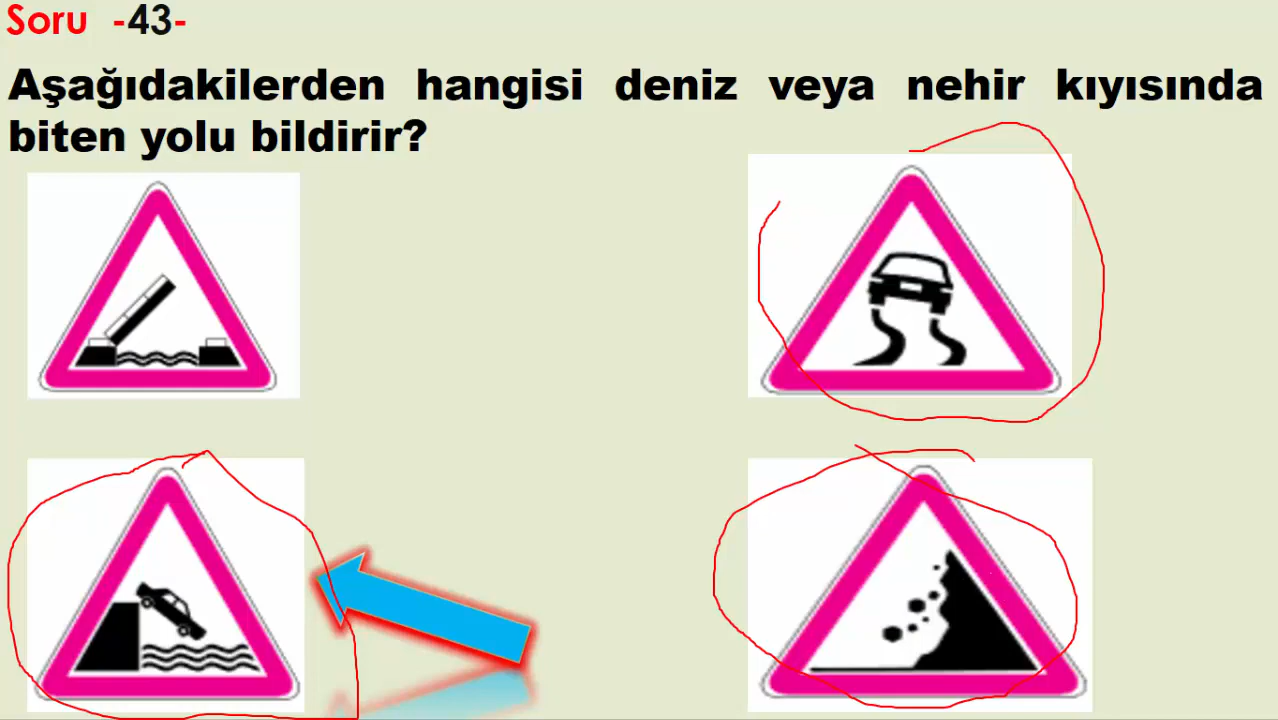 Soru -43-
Aşağıdakilerden hangisi deniz veya nehir kıyısında
biten yolu bildirir?